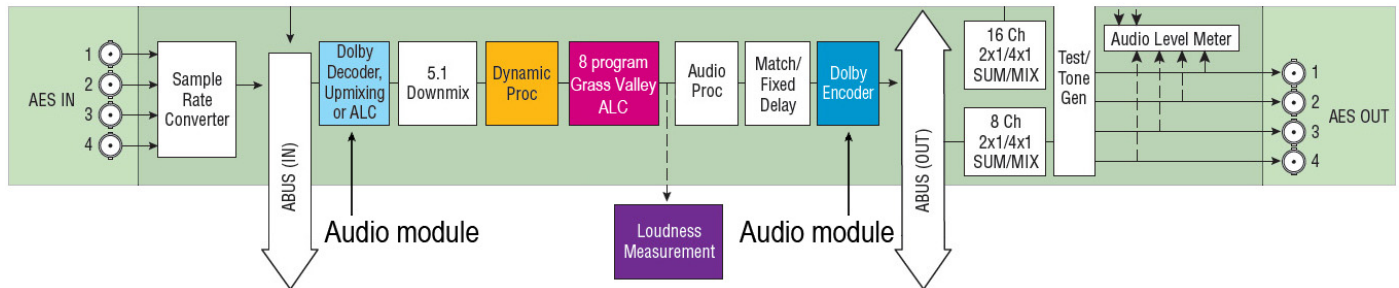 AES IN
1
2
3
4
Sample
Rate
Converter
ABUS (IN)
Dolby
Decoder,
Upmixing
or ALC
Audio module
5.1
Downmix
Dynamic
Proc
8 program
Grass Valley
ALC
Loudness
Measurement
Audio
Proc
Match/
Fixed
Delay
Dolby
Encoder
Audio module
ABUS (OUT)
16 Ch
2x1/4x1
SUM/MIX
8 Ch
2x1/4x1
SUM/MIX
Test/
Tone
Gen
Audio Level Meter
1
2
3
4
AES OUT